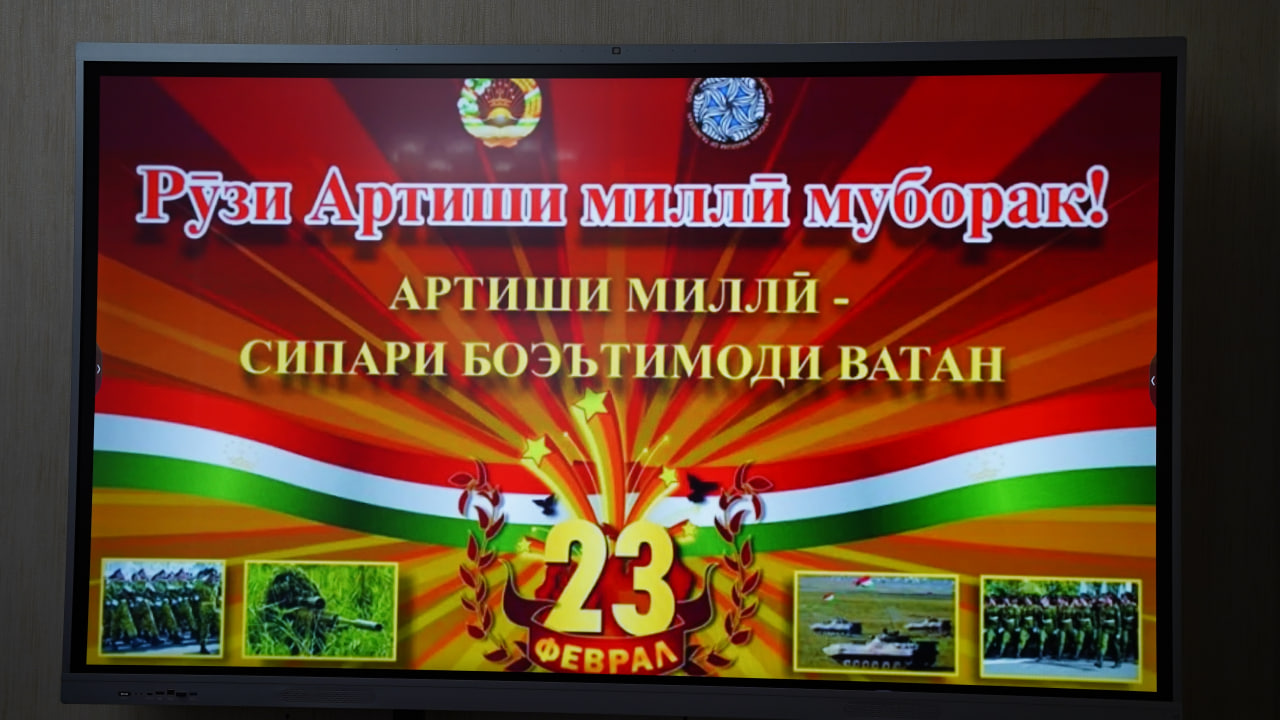 Рӯзи Артиши миллӣ муборак!
АРТИШИ МИЛЛӢ -
СИПАРИ БОЭЪТИМОДИ ВАТАН
23
ФЕВРАЛ